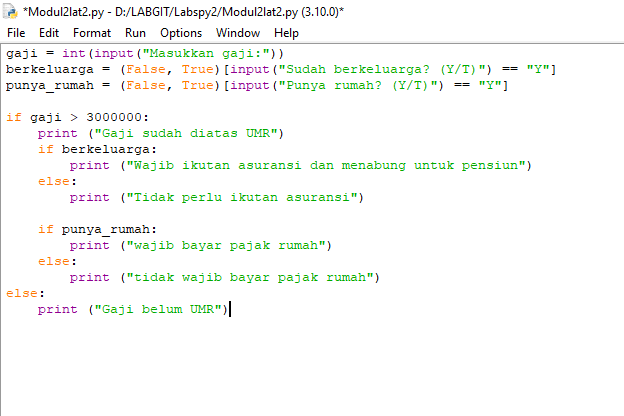 *Modul2lat2.py - D:/LABGIT/Labspy2/Modul2lat2.py (3.10.0)*
File Edit Format Run Options Window Help
gaji = int(input("Masukkan gaji:"))
berkeluarga = (False, True)[input("Sudah berkeluarga? (Y/T)") == "Y"]
punya_rumah = (False, True)[input("Punya rumah? (Y/T)") == "Y"]

if gaji > 3000000:
    print ("Gaji sudah diatas UMR")
    if berkeluarga:
        print ("Wajib ikutan asuransi dan menabung untuk pensiun")
    else:
        print ("Tidak perlu ikutan asuransi")

    if punya_rumah:
        print ("wajib bayar pajak rumah")
    else:
        print ("tidak wajib bayar pajak rumah")
else:
    print ("Gaji belum UMR")